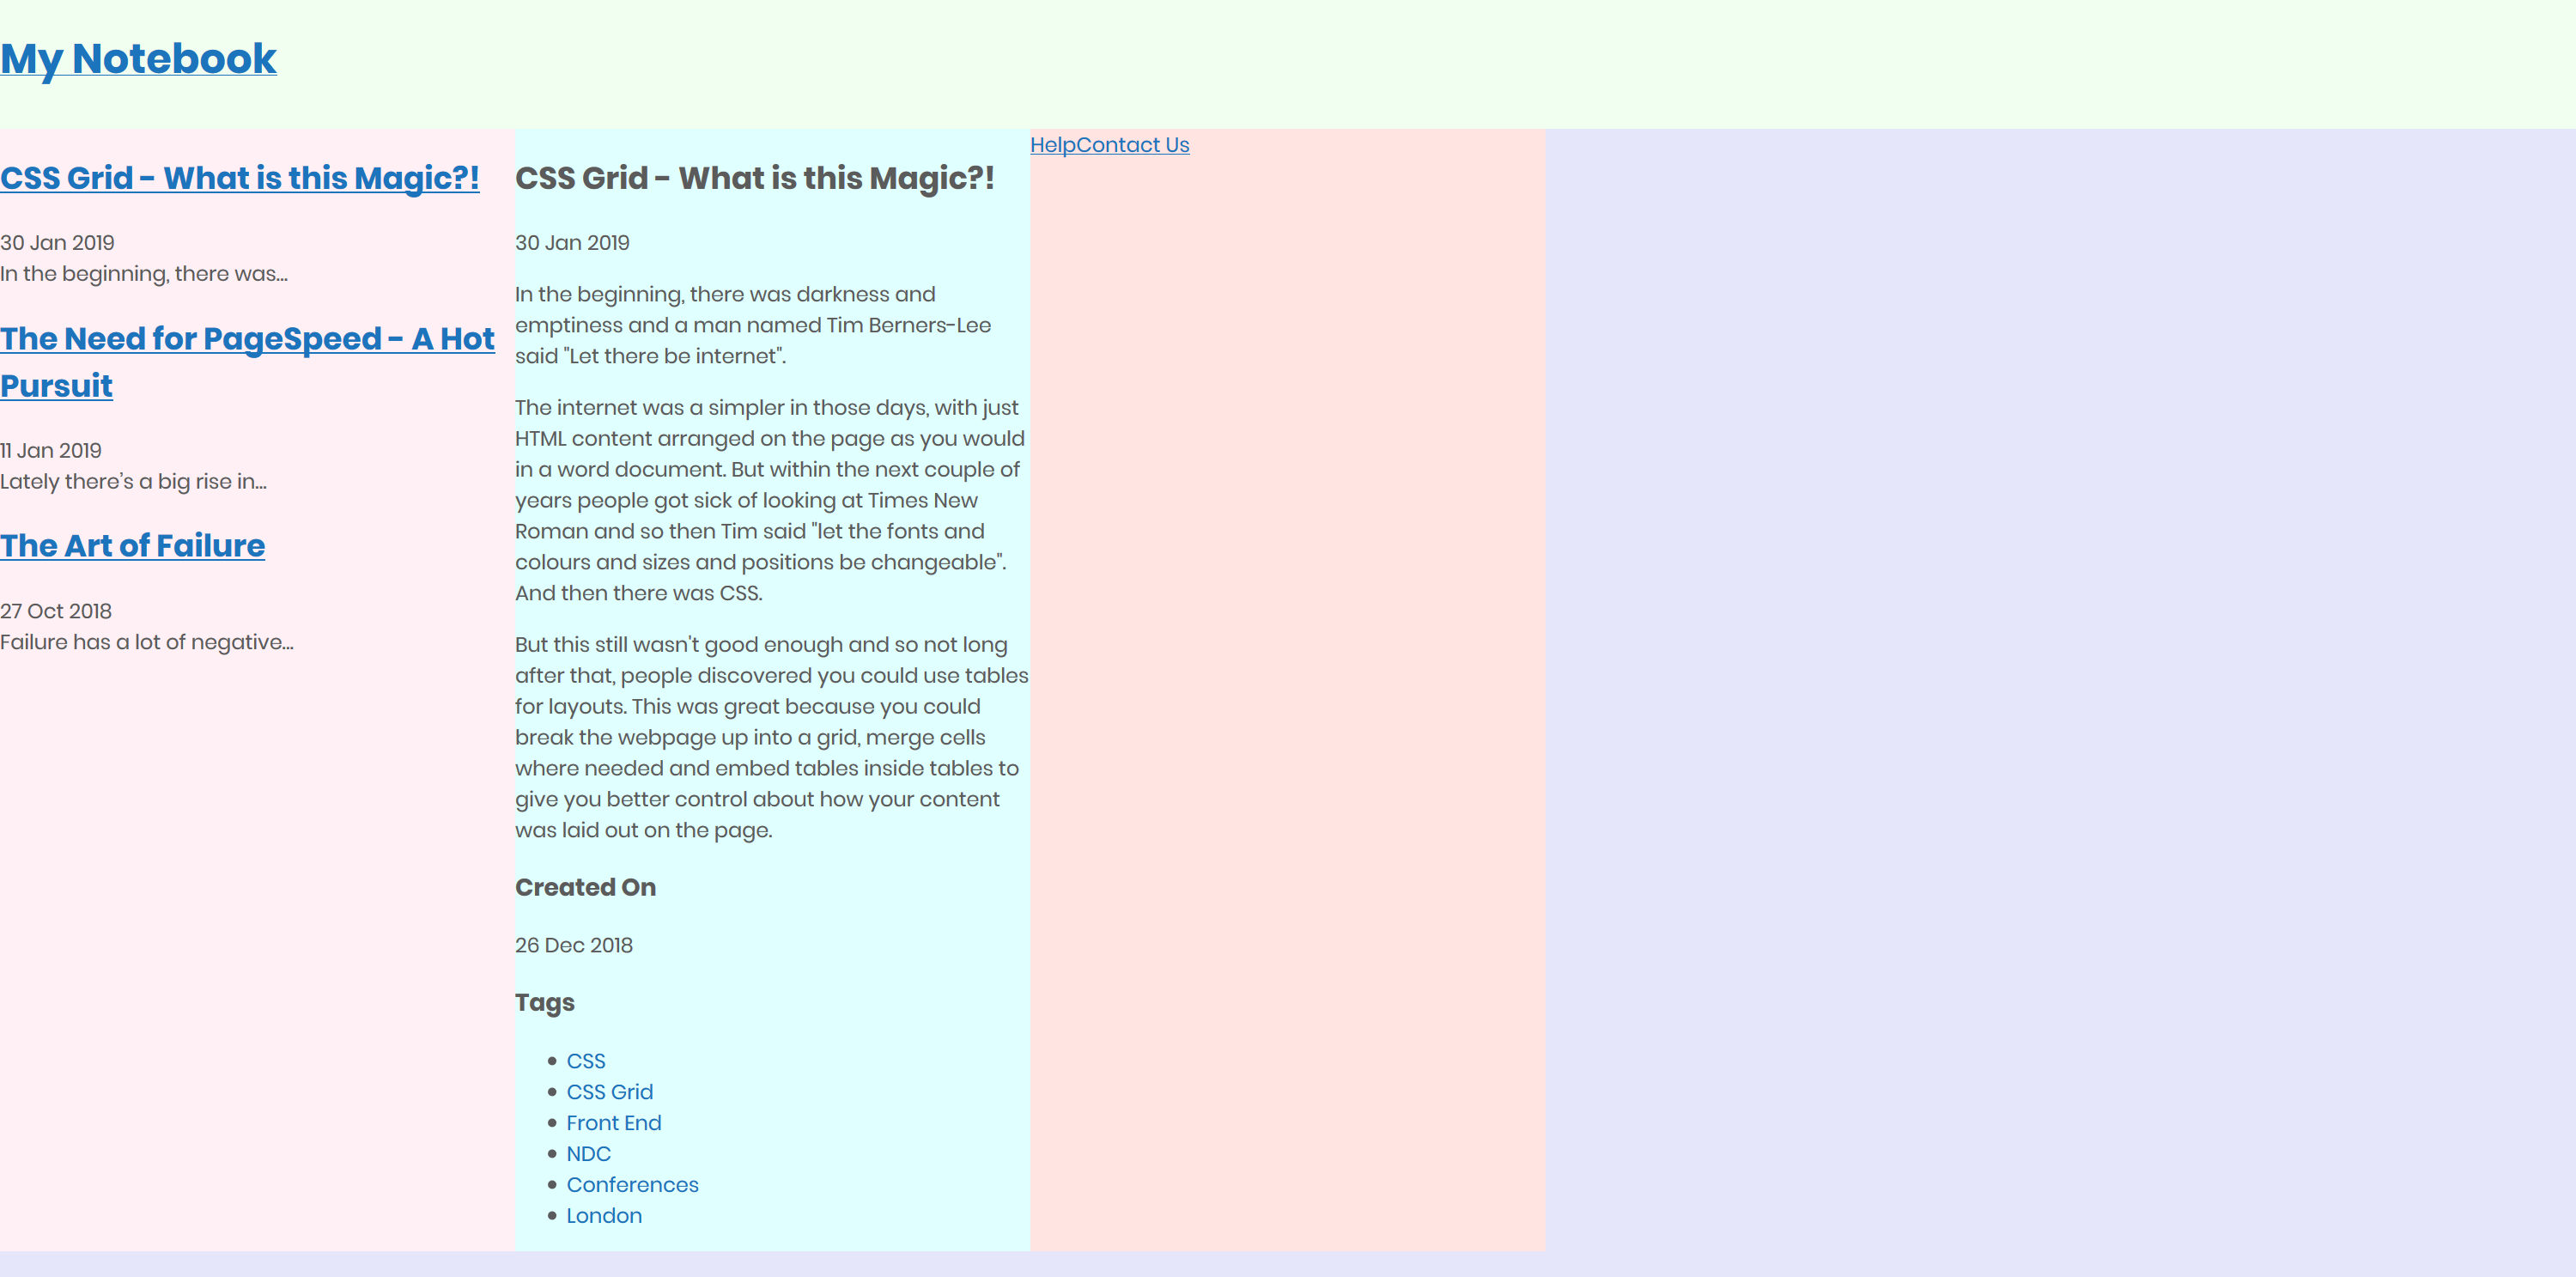 My Notebook
CSS Grid - What is this Magic?!
30 Jan 2019
In the beginning, there was...
The Need for PageSpeed - A Hot
Pursuit
11 Jan 2019
Lately there's a big rise in...
The Art of Failure
27 Oct 2018
Failure has a lot of negative...
CSS Grid - What is this Magic?!
30 Jan 2019
In the beginning, there was darkness and
emptiness and a man named Tim Berners-Lee
said "Let there be internet".
The internet was a simpler in those days, with just
HTML content arranged on the page as you would
in a word document. But within the next couple of
years people got sick of looking at Times New
Roman and so then Tim said "let the fonts and
colours and sizes and positions be changeable".
And then there was CSS.
But this still wasn't good enough and so not long
after that, people discovered you could use tables
for layouts. This was great because you could
break the webpage up into a grid, merge cells
where needed and embed tables inside tables to
give you better control about how your content
was laid out on the page.
Created On
26 Dec 2018
Tags
CSS
CSS Grid
Front End
NDC
Conferences
London
HelpContact Us